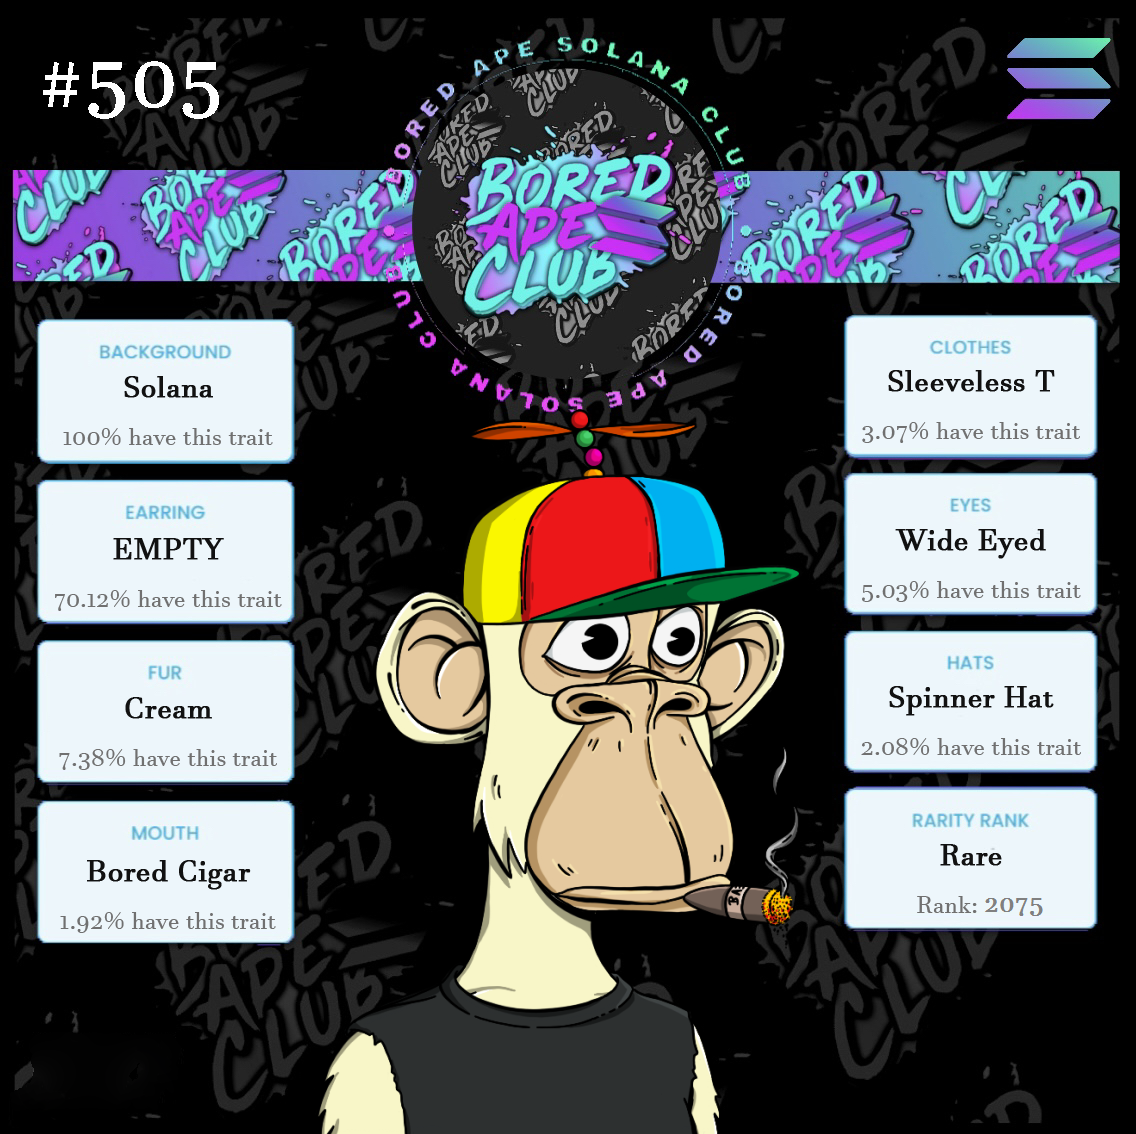 #505
BORED APE SOLANA CLUB
BORED APE SOLANA CLUB
BORED
APE
CLUB
BACKGROUND
Solana
100% have this trait
EARRING
EMPTY
70.12% have this trait
FUR
Cream
7.38% have this trait
MOUTH
Bored Cigar
1.92% have this trait
CLOTHES
Sleeveless T
3.07% have this trait
EYES
Wide Eyed
5.03% have this trait
HATS
Spinner Hat
2.08% have this trait
RARITY RANK
Rare
Rank: 2075